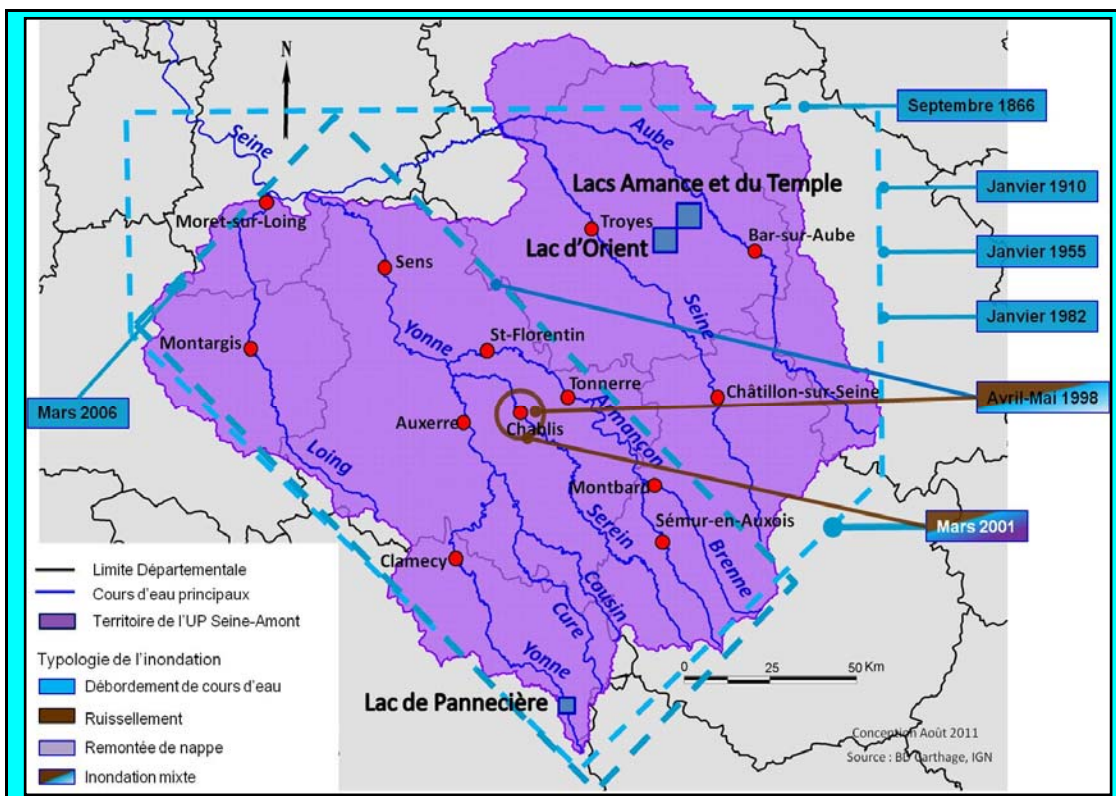 N
Septembre 1866
Seine
Aube
Lacs Amance et du Temple
Janvier 1910
Moret-sur-Loing
Troyes
Lac d'Orient
Bar-sur-Aube
Janvier 1955
Sens
Seine
Janvier 1982
Yonne
St-Florentin
Montargis
Tonnerre
Châtillon-sur-Seine
Avril-Mai 1998
Mars 2006
Auxerre
Chablis
Armançon
Loing
Montbard
Sémur-en-Auxois
Mars 2001
Serein
Brenne
Clamecy
Cousin
Cure
Yonne
Limite Départementale
Cours d'eau principaux
Territoire de l'UP Seine-Amont
Typologie de l'inondation
Débordement de cours d'eau
Ruissellement
Remontée de nappe
Inondation mixte
0 25 50 Km
Lac de Pannecière
Conception Août 2011
Source : BD Carthage, IGN